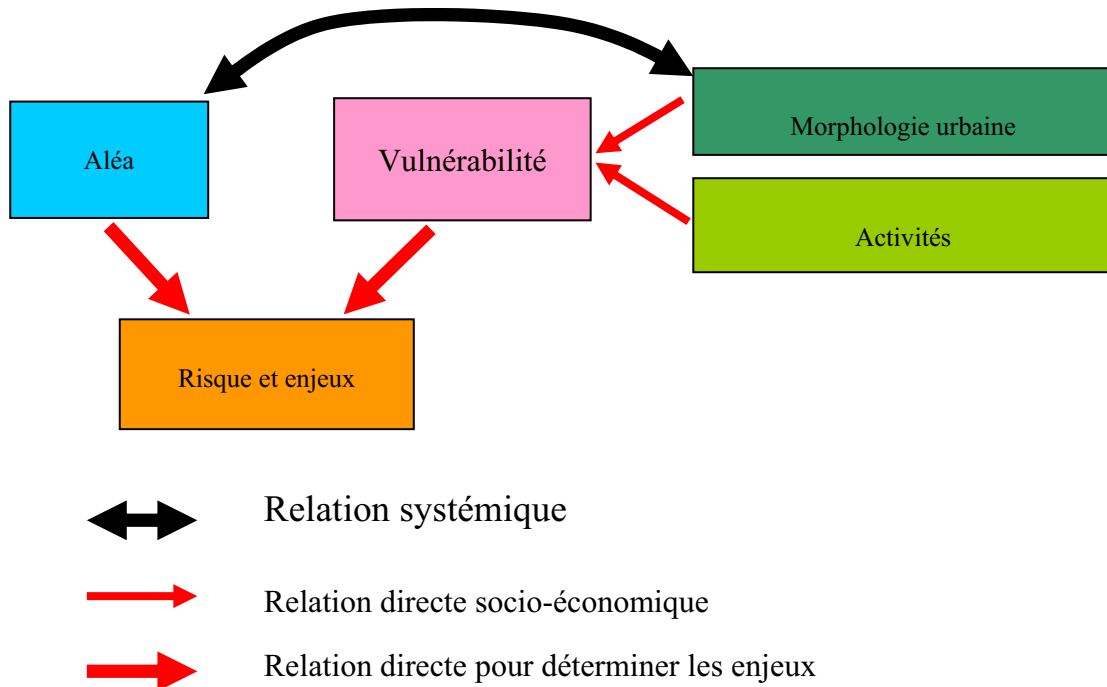 Morphologie urbaine
Aléa
Vulnérabilité
Activités
Risque et enjeux
Relation systémique
Relation directe socio-économique
Relation directe pour déterminer les enjeux